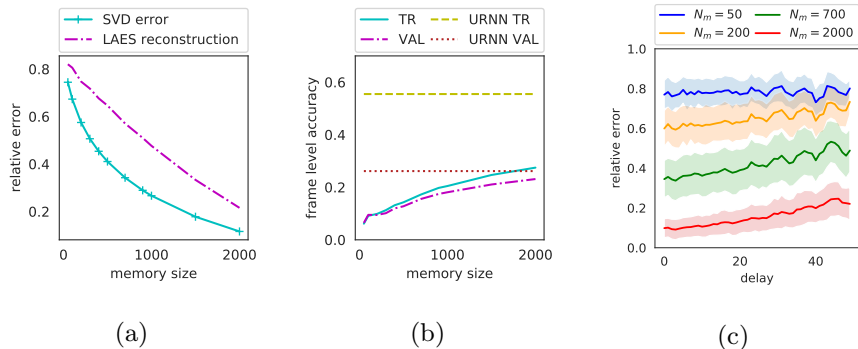 SVD error
LAES reconstruction
0.8
0.6
0.4
0.2
relative error
0
1000
2000
memory size
(a)
TR
URNN TR
VAL
URNN VAL
0.6
0.4
0.2
0.0
frame level accuracy
0
1000
2000
memory size
(b)
N_m = 50
N_m = 700
N_m = 200
N_m = 2000
1.0
0.8
0.6
0.4
0.2
0.0
relative error
0
20
40
delay
(c)